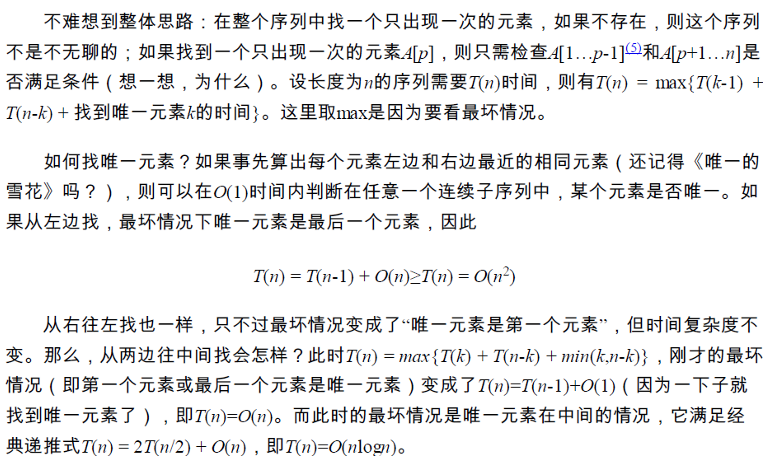 不难想到整体思路：在整个序列中找一个只出现一次的元素，如果不存在，则这个序列
不是不无聊的；如果找到一个只出现一次的元素A[p]，则只需检查A[1…p-1](5)和A[p+1…n]是
否满足条件（想一想，为什么）。设长度为n的序列需要T(n)时间，则有T(n) = max{T(k-1) +
T(n-k) + 找到唯一元素k的时间}。这里取max是因为要看最坏情况。
如何找唯一元素？如果事先算出每个元素左边和右边最近的相同元素（还记得《唯一的
雪花》吗？），则可以在O(1)时间内判断在任意一个连续子序列中，某个元素是否唯一。如
果从左边找，最坏情况下唯一元素是最后一个元素，因此
T(n) = T(n-1) + O(n)≥T(n) = O(n²)
从右往左找也一样，只不过最坏情况变成了“唯一元素是第一个元素”，但时间复杂度不
变。那么，从两边往中间找会怎样？此时T(n) = max{T(k) + T(n-k) + min(k,n-k)}，刚才的最坏
情况（即第一个元素或最后一个元素是唯一元素）变成了T(n)=T(n-1)+O(1)（因为一下子就
找到唯一元素了），即T(n)=O(n)。而此时的最坏情况是唯一元素在中间的情况，它满足经
典递推式T(n) = 2T(n/2) + O(n)，即T(n)=O(nlogn)。